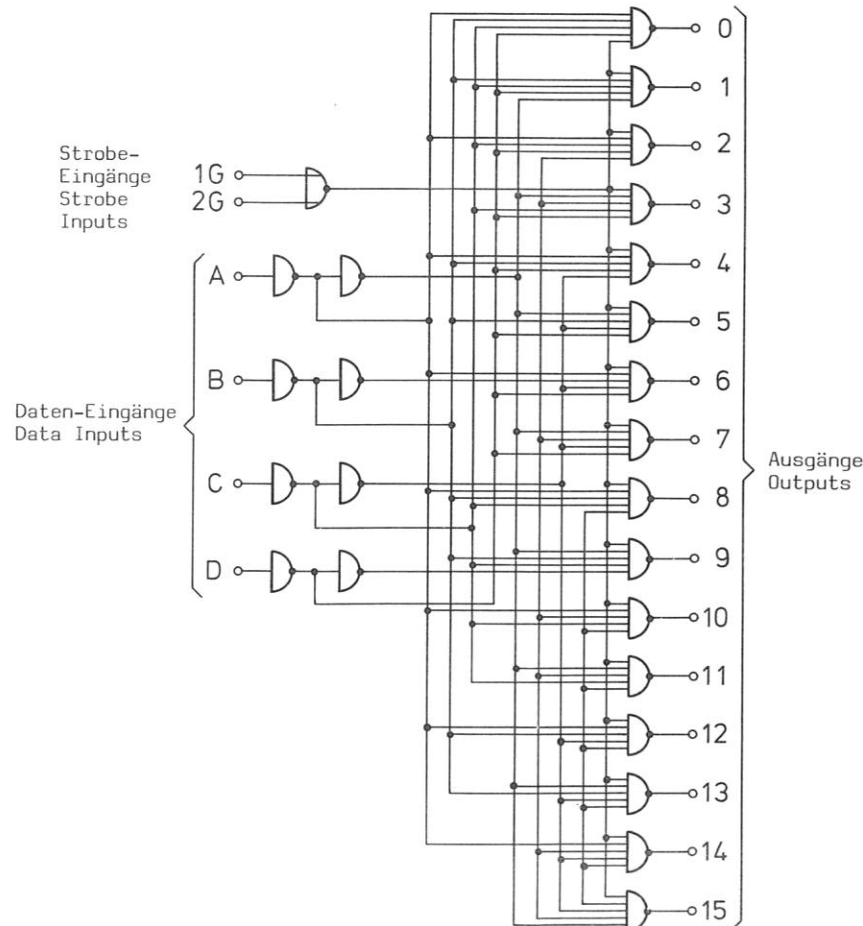 Strobe-
Eingänge
Strobe
Inputs
1G
2G
Daten-Eingänge
Data Inputs
A
B
C
D
0
1
2
3
4
5
6
7
8
9
10
11
12
13
14
15
Ausgänge
Outputs